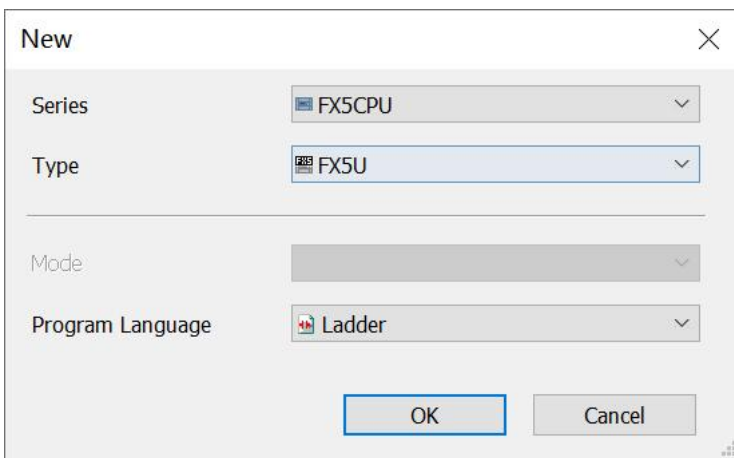 New
Series FX5CPU
Type FX5U
Mode
Program Language Ladder
OK Cancel